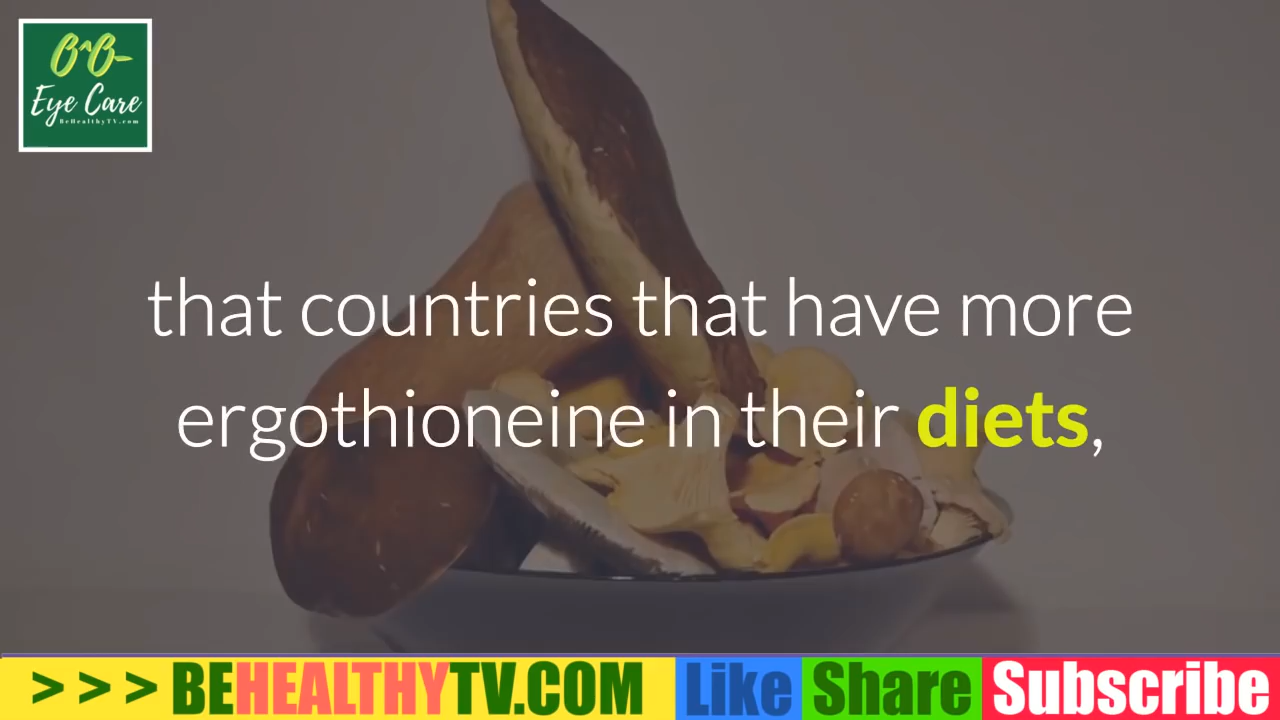 Eye Care
BeHealthyTV.com
that countries that have more
ergothioneine in their diets,
> > > BEHEALTHYTV.COM Like Share Subscribe